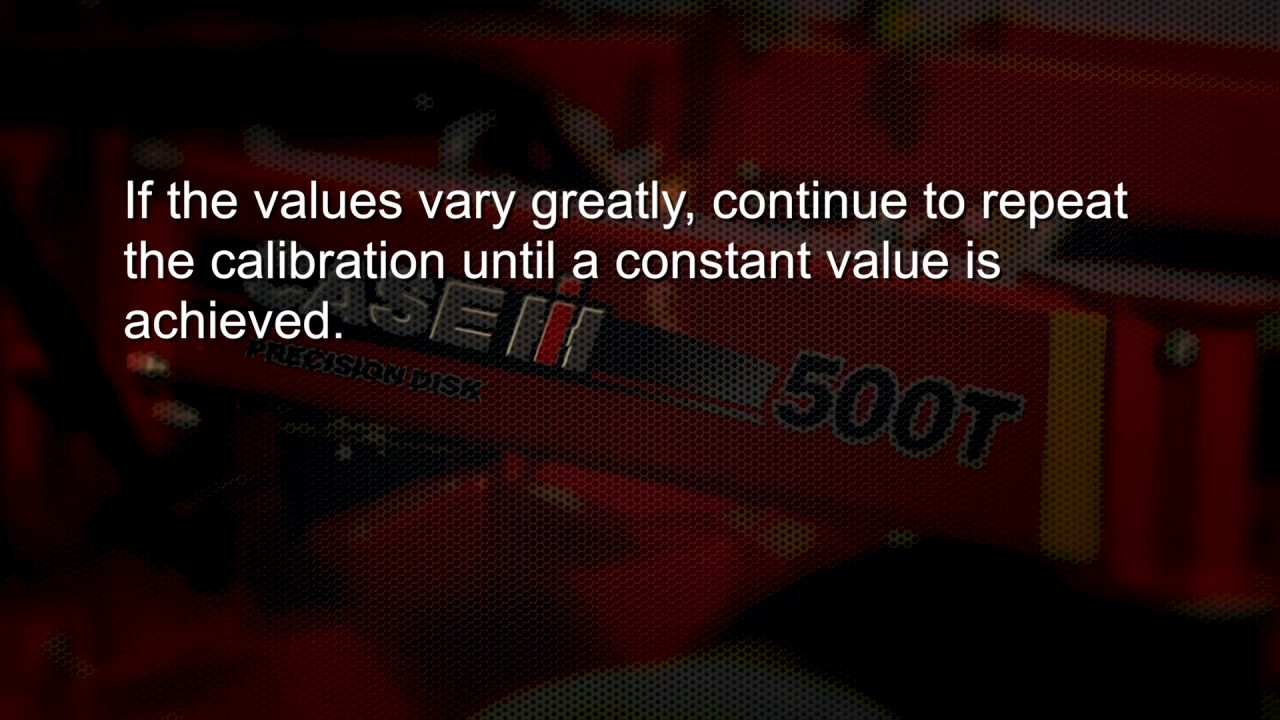 If the values vary greatly, continue to repeat
the calibration until a constant value is
achieved.
CASE IH
PRECISION DISK
500T